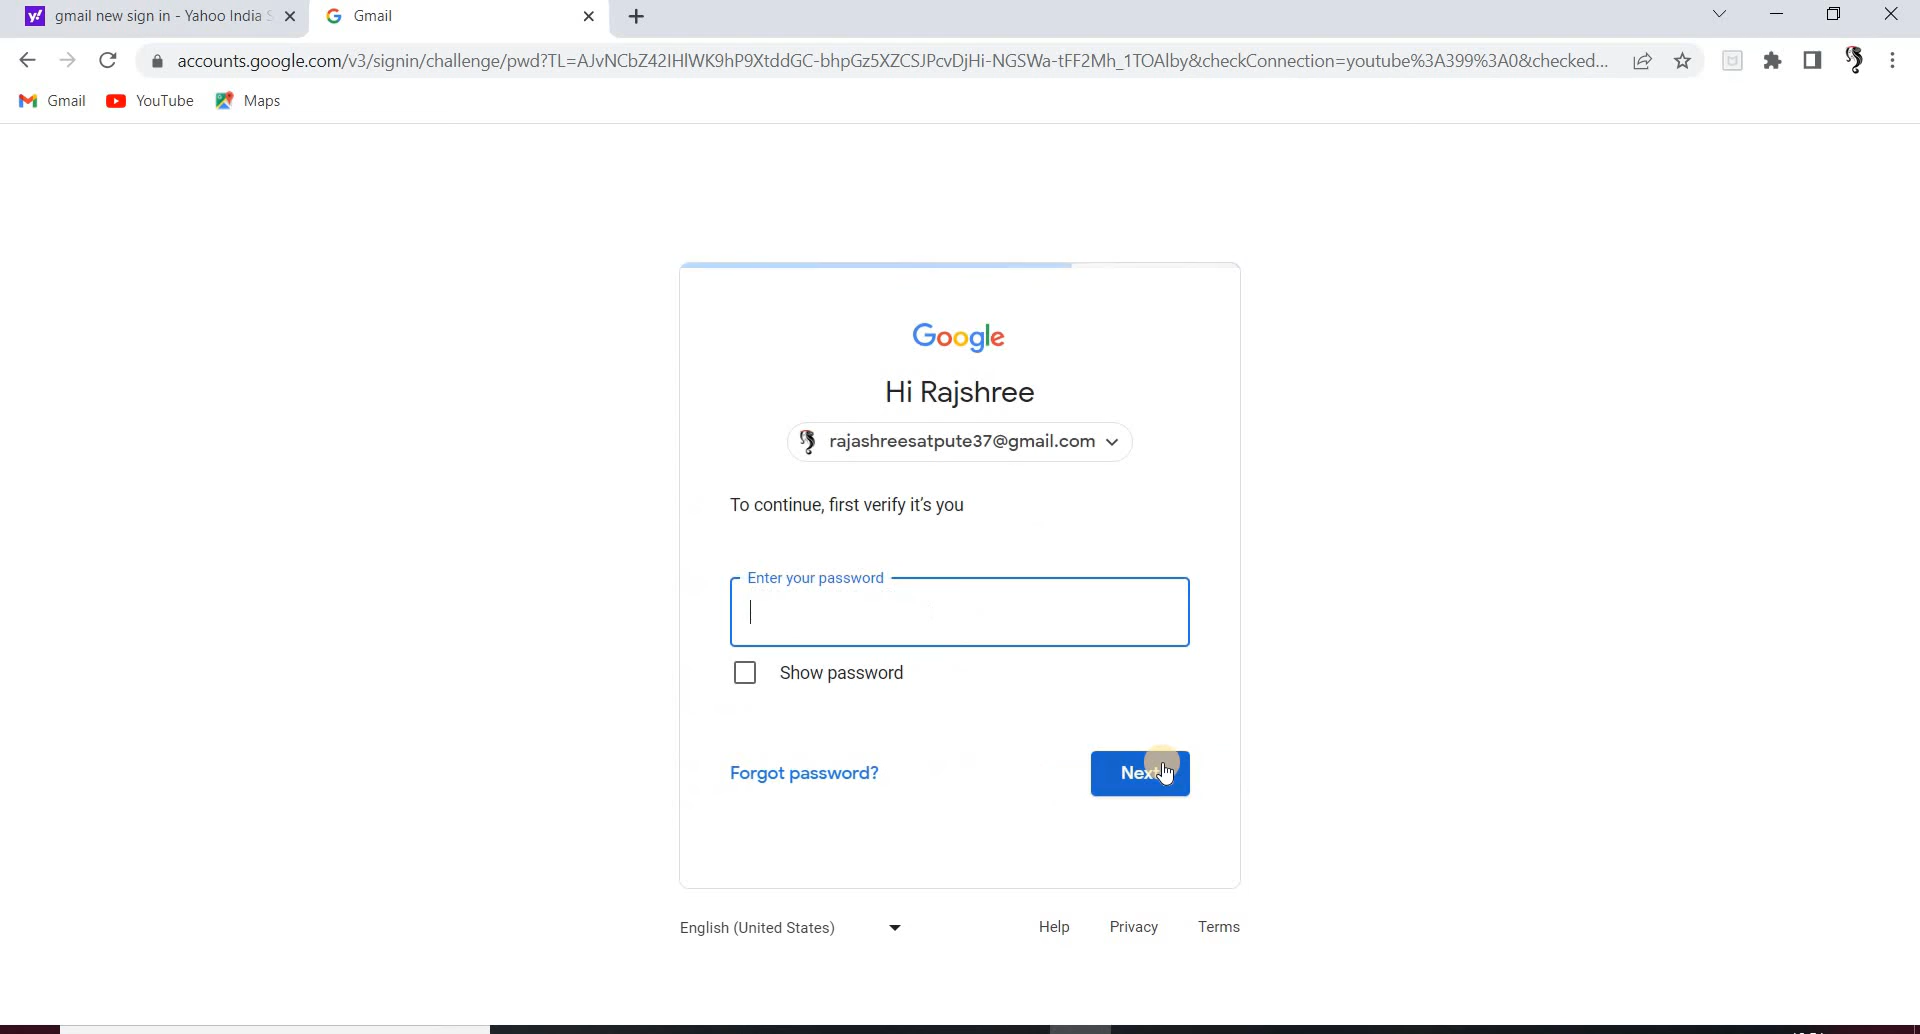 gmail new sign in - Yahoo India
Gmail
accounts.google.com/v3/signin/challenge/pwd?TL=AJvNCbZ42IHlWK9hP9XtddGC-bhpGz5XZCSJPcvDjHi-NGSWa-tFF2Mh_1TOAlby&checkConnection=youtube%3A399%3A0&checked...
Gmail YouTube Maps
Google
Hi Rajshree
rajashreesatpute37@gmail.com
To continue, first verify it's you
Enter your password
Show password
Forgot password?
Next
English (United States)
Help Privacy Terms